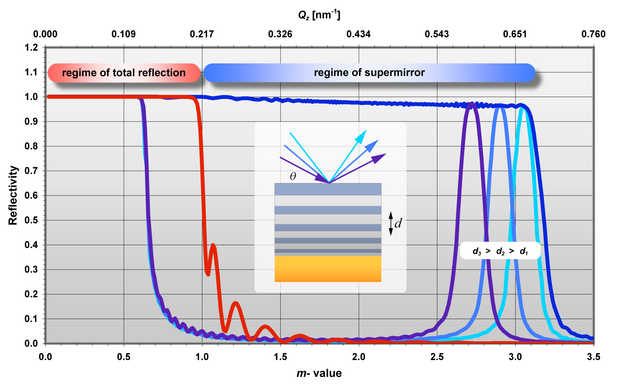 Qz [nm⁻¹]
0.000 0.109 0.217 0.326 0.434 0.543 0.651 0.760
1.2
1.1
1.0
0.9
0.8
0.7
0.6
0.5
0.4
0.3
0.2
0.1
0.0
Reflectivity
regime of total reflection
regime of supermirror
θ
d
d₃ > d₂ > d₁
0.0 0.5 1.0 1.5 2.0 2.5 3.0 3.5
m- value